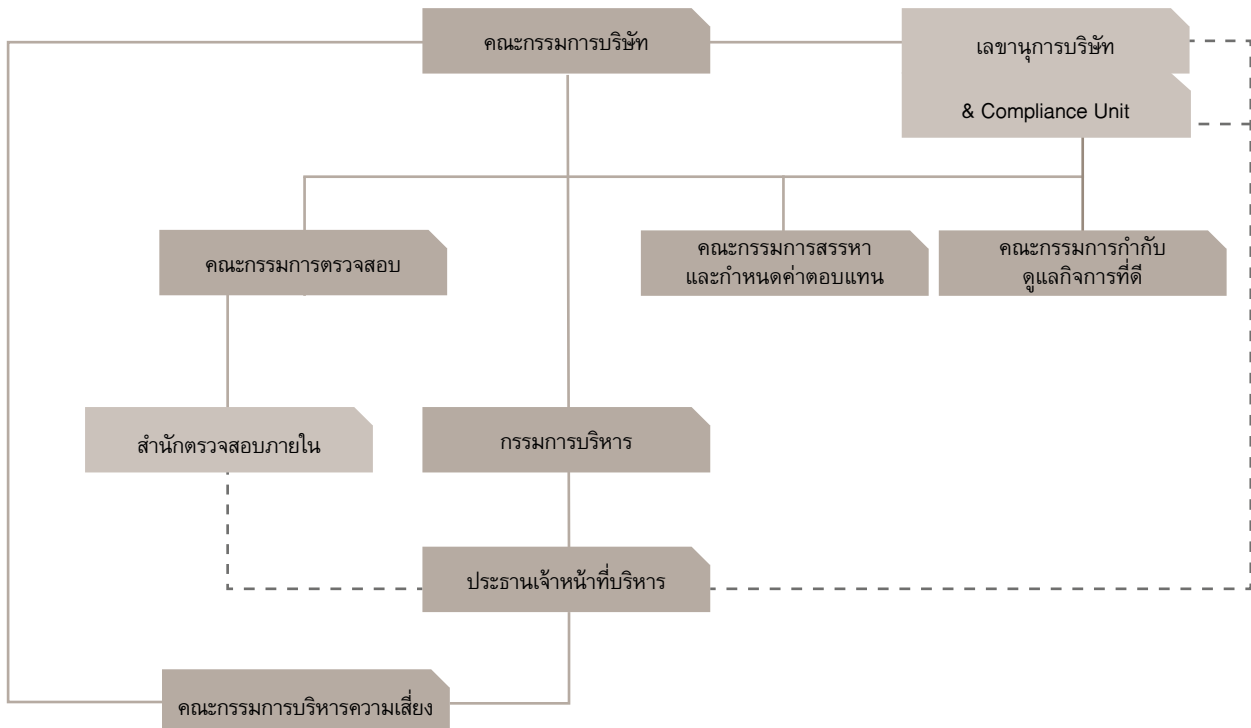 คณะกรรมการบริษัท
เลขานุการบริษัท
& Compliance Unit
คณะกรรมการตรวจสอบ
คณะกรรมการสรรหา
และกำหนดค่าตอบแทน
คณะกรรมการกำกับ
ดูแลกิจการที่ดี
สำนักตรวจสอบภายใน
กรรมการบริหาร
ประธานเจ้าหน้าที่บริหาร
คณะกรรมการบริหารความเสี่ยง